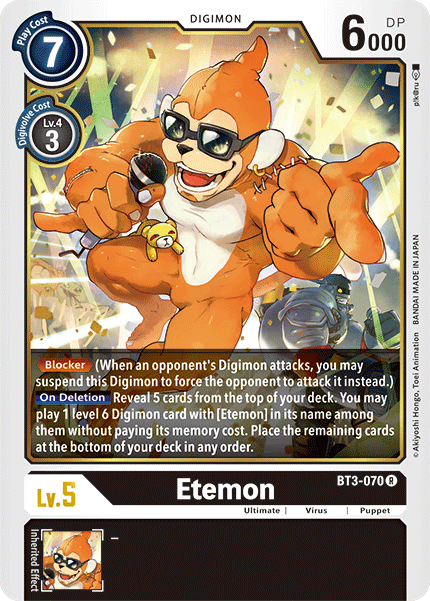 Play Cost
7
DIGIMON
6000
DP
Digivolve Cost
Lv.4
3
plk@ru
Blocker (When an opponent's Digimon attacks, you may
suspend this Digimon to force the opponent to attack it instead.)
On Deletion Reveal 5 cards from the top of your deck. You may
play 1 level 6 Digimon card with [Etemon] in its name among
them without paying its memory cost. Place the remaining cards
at the bottom of your deck in any order.
© Akiyoshi Hongo, Toei Animation BANDAI MADE IN JAPAN
Lv.5
Etemon
BT3-070 R
Ultimate | Virus | Puppet
Inherited Effect
–